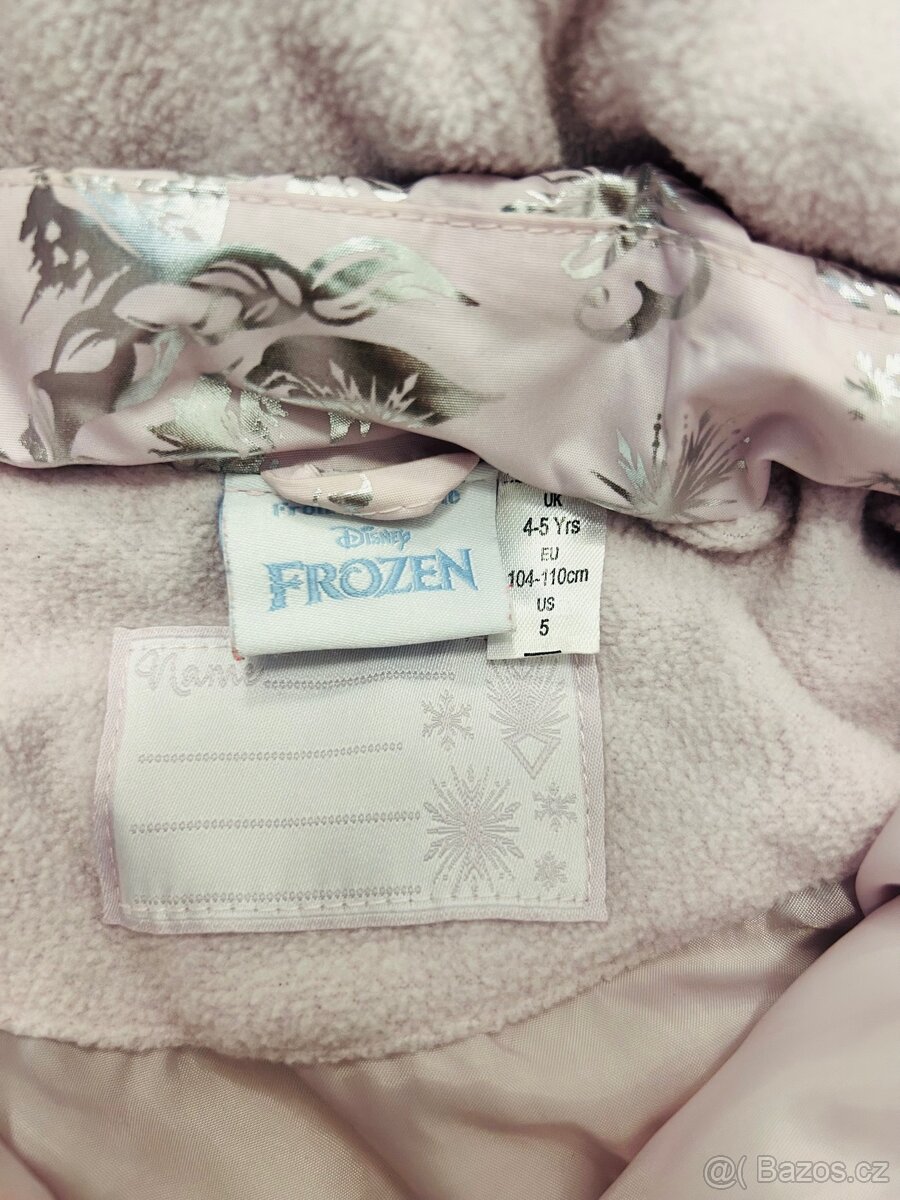 UK
4-5 Yrs
EU
104-110cm
US
5
Disney
FROZEN
Name
@( Bazos.cz